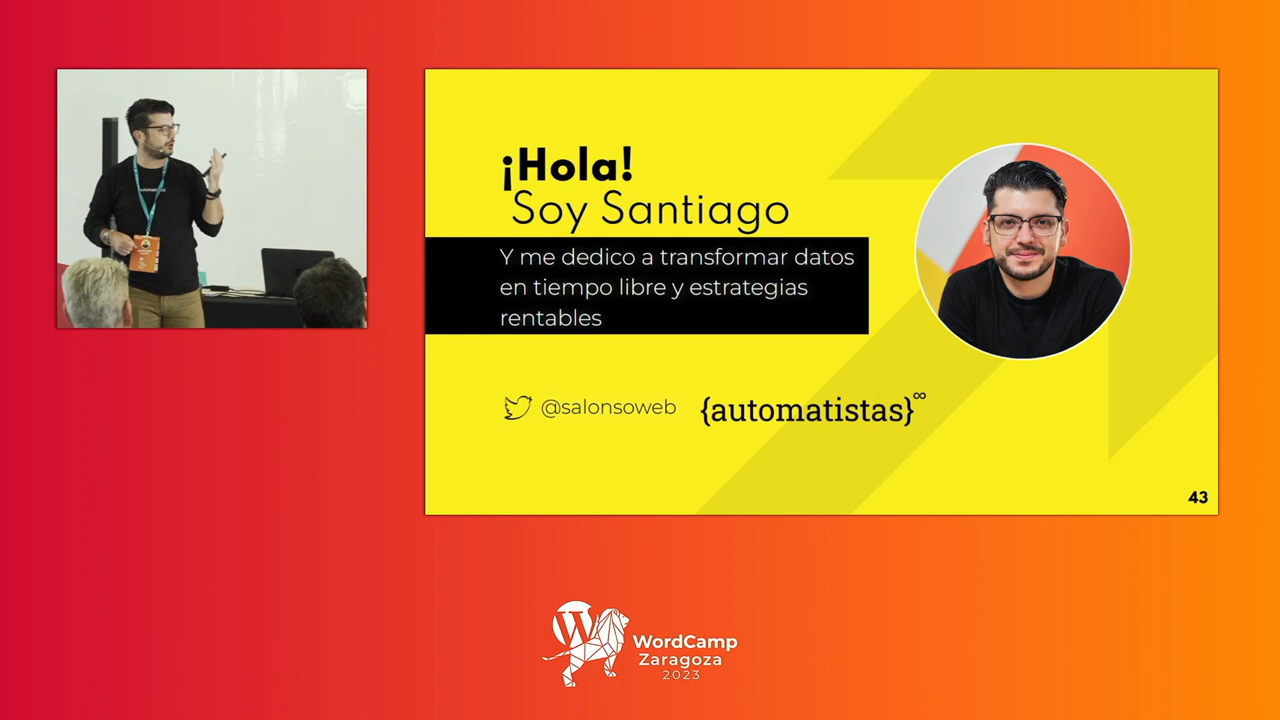 ¡Hola!
Soy Santiago
Y me dedico a transformar datos
en tiempo libre y estrategias
rentables
@salonsoweb
{automatistas}∞
43
WordCamp
Zaragoza
2023